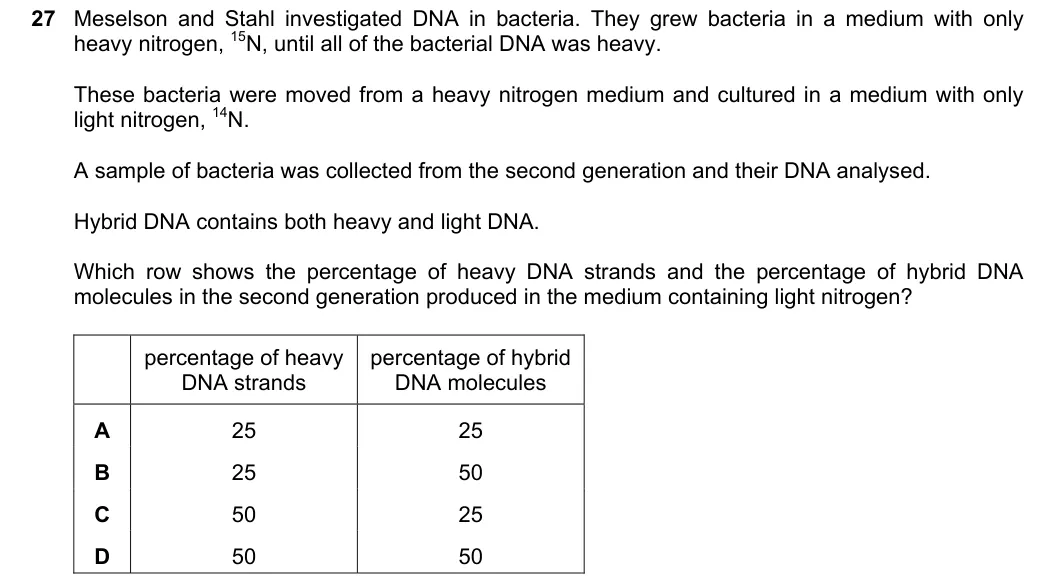 27 Meselson and Stahl investigated DNA in bacteria. They grew bacteria in a medium with only
heavy nitrogen, ¹⁵N, until all of the bacterial DNA was heavy.
These bacteria were moved from a heavy nitrogen medium and cultured in a medium with only
light nitrogen, ¹⁴N.
A sample of bacteria was collected from the second generation and their DNA analysed.
Hybrid DNA contains both heavy and light DNA.
Which row shows the percentage of heavy DNA strands and the percentage of hybrid DNA
molecules in the second generation produced in the medium containing light nitrogen?
percentage of heavy percentage of hybrid
DNA strands DNA molecules
A 25 25
B 25 50
C 50 25
D 50 50